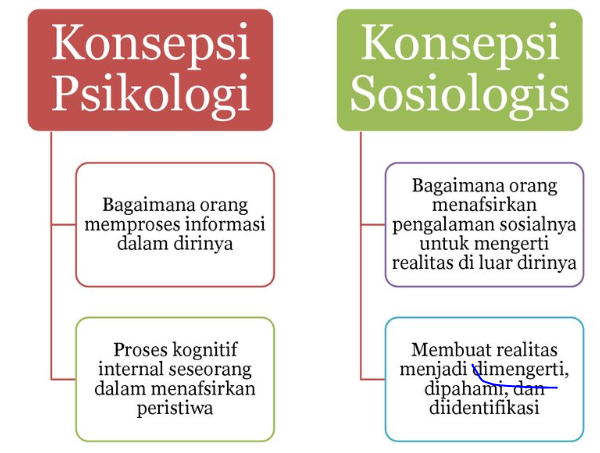 Konsepsi
Psikologi
Bagaimana orang
memproses informasi
dalam dirinya
Proses kognitif
internal seseorang
dalam menafsirkan
peristiwa
Konsepsi
Sosiologis
Bagaimana orang
menafsirkan
pengalaman sosialnya
untuk mengerti
realitas di luar dirinya
Membuat realitas
menjadi dimengerti,
dipahami, dan
diidentifikasi